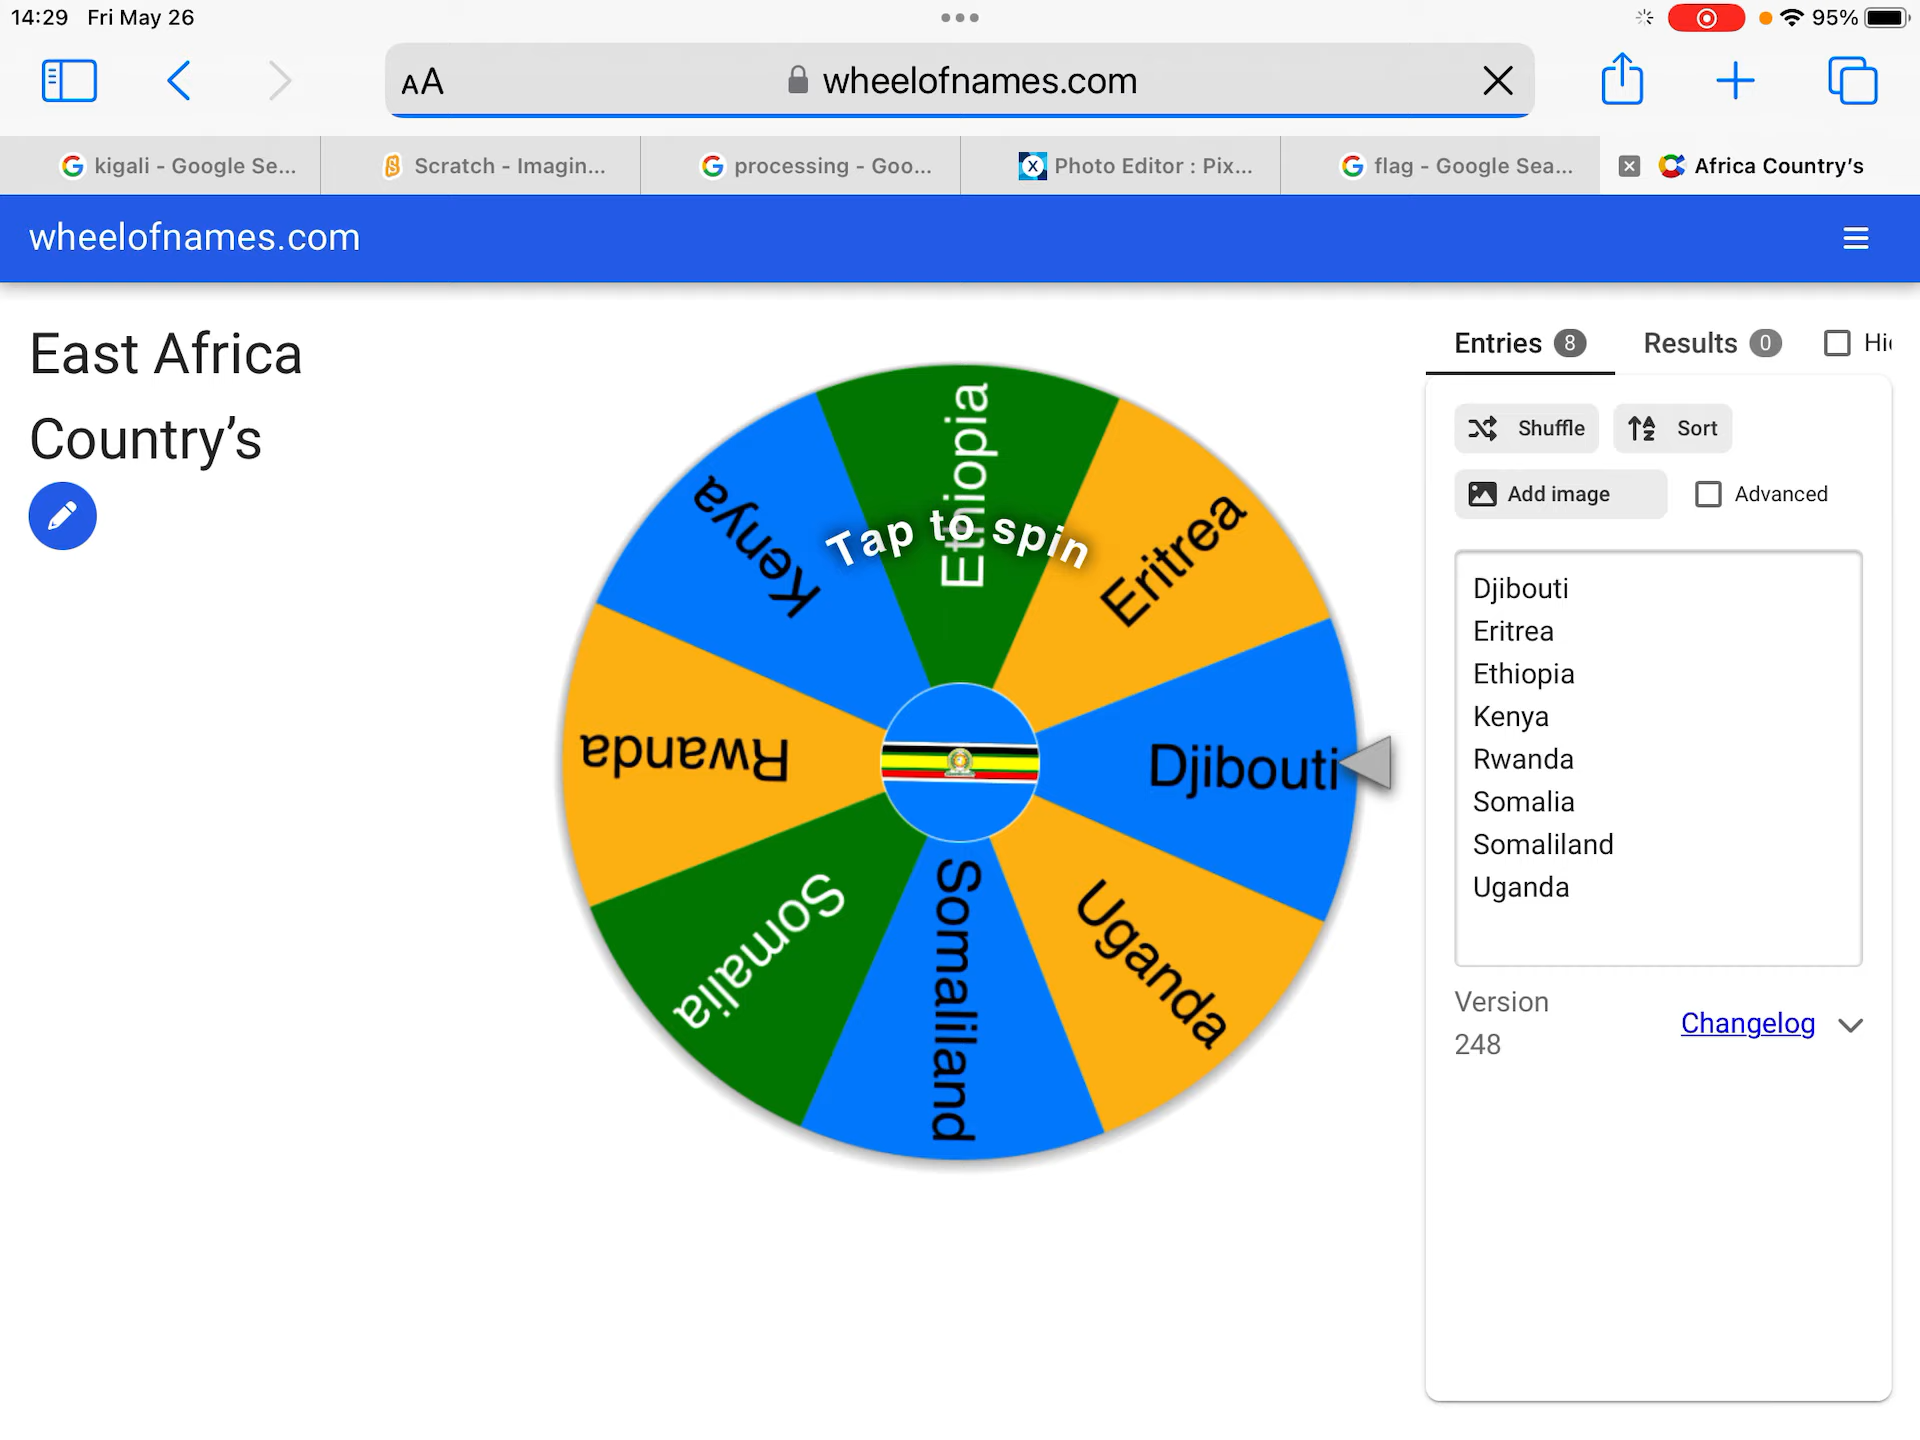 14:29 Fri May 26
95%
AA
wheelofnames.com
kigali - Google Se...
Scratch - Imagin...
processing - Goo...
Photo Editor : Pix...
flag - Google Sea...
Africa Country’s
wheelofnames.com
East Africa
Country’s
Entries 8
Results 0
Hi
Shuffle
Sort
Add image
Advanced
Djibouti
Eritrea
Ethiopia
Kenya
Rwanda
Somalia
Somaliland
Uganda
Version
248
Changelog
Tap to spin
Ethiopia
Eritrea
Djibouti
Uganda
Somaliland
Somalia
Rwanda
Kenya